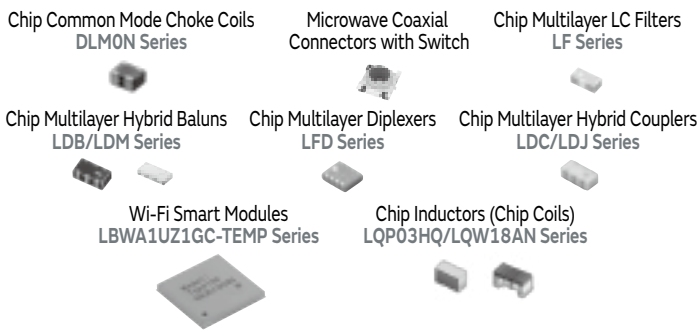 Chip Common Mode Choke Coils
DLM0N Series
Microwave Coaxial
Connectors with Switch
Chip Multilayer LC Filters
LF Series
Chip Multilayer Hybrid Baluns
LDB/LDM Series
Chip Multilayer Diplexers
LFD Series
Chip Multilayer Hybrid Couplers
LDC/LDJ Series
Wi-Fi Smart Modules
LBWA1UZ1GC-TEMP Series
Chip Inductors (Chip Coils)
LQP03HQ/LQW18AN Series